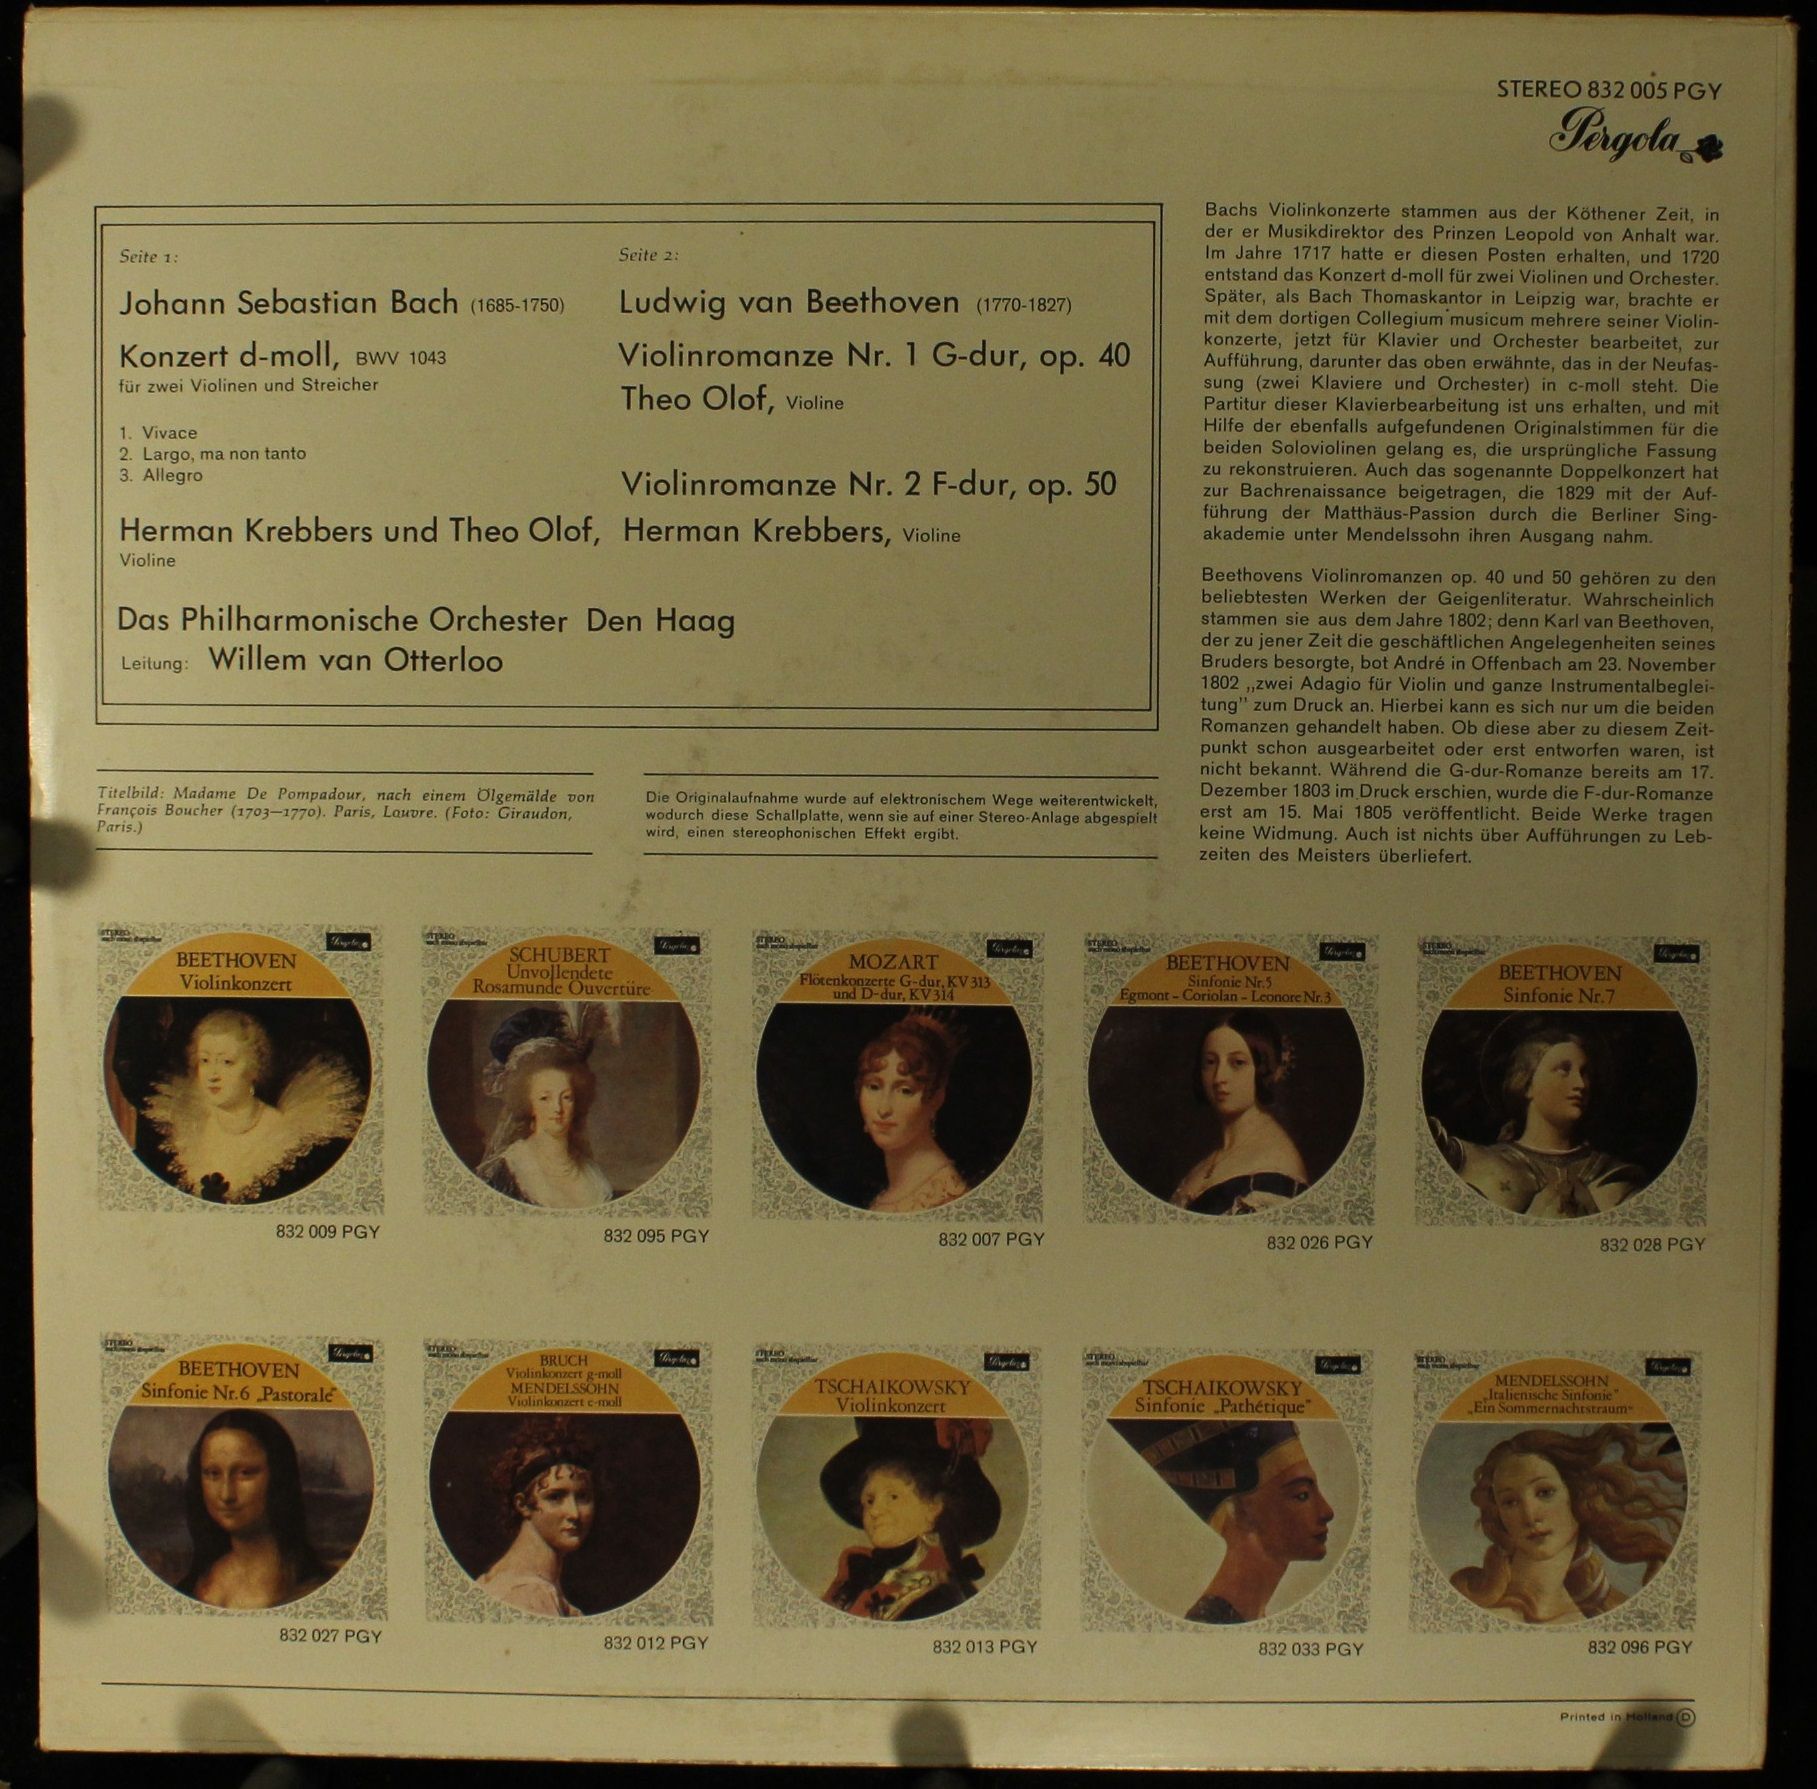 STEREO 832 005 PGY
Pergola
Seite 1:
Johann Sebastian Bach (1685-1750)
Konzert d-moll, BWV 1043
für zwei Violinen und Streicher
1. Vivace
2. Largo, ma non tanto
3. Allegro
Herman Krebbers und Theo Olof,
Violine
Seite 2:
Ludwig van Beethoven (1770-1827)
Violinromanze Nr. 1 G-dur, op. 40
Theo Olof, Violine
Violinromanze Nr. 2 F-dur, op. 50
Herman Krebbers, Violine
Das Philharmonische Orchester Den Haag
Leitung: Willem van Otterloo
Bachs Violinkonzerte stammen aus der Köthener Zeit, in
der er Musikdirektor des Prinzen Leopold von Anhalt war.
Im Jahre 1717 hatte er diesen Posten erhalten, und 1720
entstand das Konzert d-moll für zwei Violinen und Orchester.
Später, als Bach Thomaskantor in Leipzig war, brachte er
mit dem dortigen Collegium musicum mehrere seiner Violin-
konzerte, jetzt für Klavier und Orchester bearbeitet, zur
Aufführung, darunter das oben erwähnte, das in der Neufas-
sung (zwei Klaviere und Orchester) in c-moll steht. Die
Partitur dieser Klavierbearbeitung ist uns erhalten, und mit
Hilfe der ebenfalls aufgefundenen Originalstimmen für die
beiden Soloviolinen gelang es, die ursprüngliche Fassung
zu rekonstruieren. Auch das sogenannte Doppelkonzert hat
zur Bachrenaissance beigetragen, die 1829 mit der Auf-
führung der Matthäus-Passion durch die Berliner Sing-
akademie unter Mendelssohn ihren Ausgang nahm.
Beethovens Violinromanzen op. 40 und 50 gehören zu den
beliebtesten Werken der Geigenliteratur. Wahrscheinlich
stammen sie aus dem Jahre 1802; denn Karl van Beethoven,
der zu jener Zeit die geschäftlichen Angelegenheiten seines
Bruders besorgte, bot André in Offenbach am 23. November
1802 „zwei Adagio für Violin und ganze Instrumentalbeglei-
tung" zum Druck an. Hierbei kann es sich nur um die beiden
Romanzen gehandelt haben. Ob diese aber zu diesem Zeit-
punkt schon ausgearbeitet oder erst entworfen waren, ist
nicht bekannt. Während die G-dur-Romanze bereits am 17.
Dezember 1803 im Druck erschien, wurde die F-dur-Romanze
erst am 15. Mai 1805 veröffentlicht. Beide Werke tragen
keine Widmung. Auch ist nichts über Aufführungen zu Leb-
zeiten des Meisters überliefert.
Titelbild: Madame De Pompadour, nach einem Ölgemälde von
François Boucher (1703—1770). Paris, Louvre. (Foto: Giraudon,
Paris.)
Die Originalaufnahme wurde auf elektronischem Wege weiterentwickelt,
wodurch diese Schallplatte, wenn sie auf einer Stereo-Anlage abgespielt
wird, einen stereophonischen Effekt ergibt.
STEREO
Pergola
BEETHOVEN
Violinkonzert
832 009 PGY
STEREO
Pergola
SCHUBERT
Unvollendete
Rosamunde Ouvertüre
832 095 PGY
STEREO
Pergola
MOZART
Flötenkonzerte G-dur, KV 313
und D-dur, KV 314
832 007 PGY
STEREO
Pergola
BEETHOVEN
Sinfonie Nr.5
Egmont – Coriolan – Leonore Nr.3
832 026 PGY
STEREO
Pergola
BEETHOVEN
Sinfonie Nr.7
832 028 PGY
STEREO
Pergola
BEETHOVEN
Sinfonie Nr.6 „Pastorale"
832 027 PGY
STEREO
Pergola
BRUCH
Violinkonzert g-moll
MENDELSSOHN
Violinkonzert e-moll
832 012 PGY
STEREO
Pergola
TSCHAIKOWSKY
Violinkonzert
832 013 PGY
STEREO
Pergola
TSCHAIKOWSKY
Sinfonie „Pathétique"
832 033 PGY
STEREO
Pergola
MENDELSSOHN
„Italienische Sinfonie"
„Ein Sommernachtstraum"
832 096 PGY
Printed in Holland D